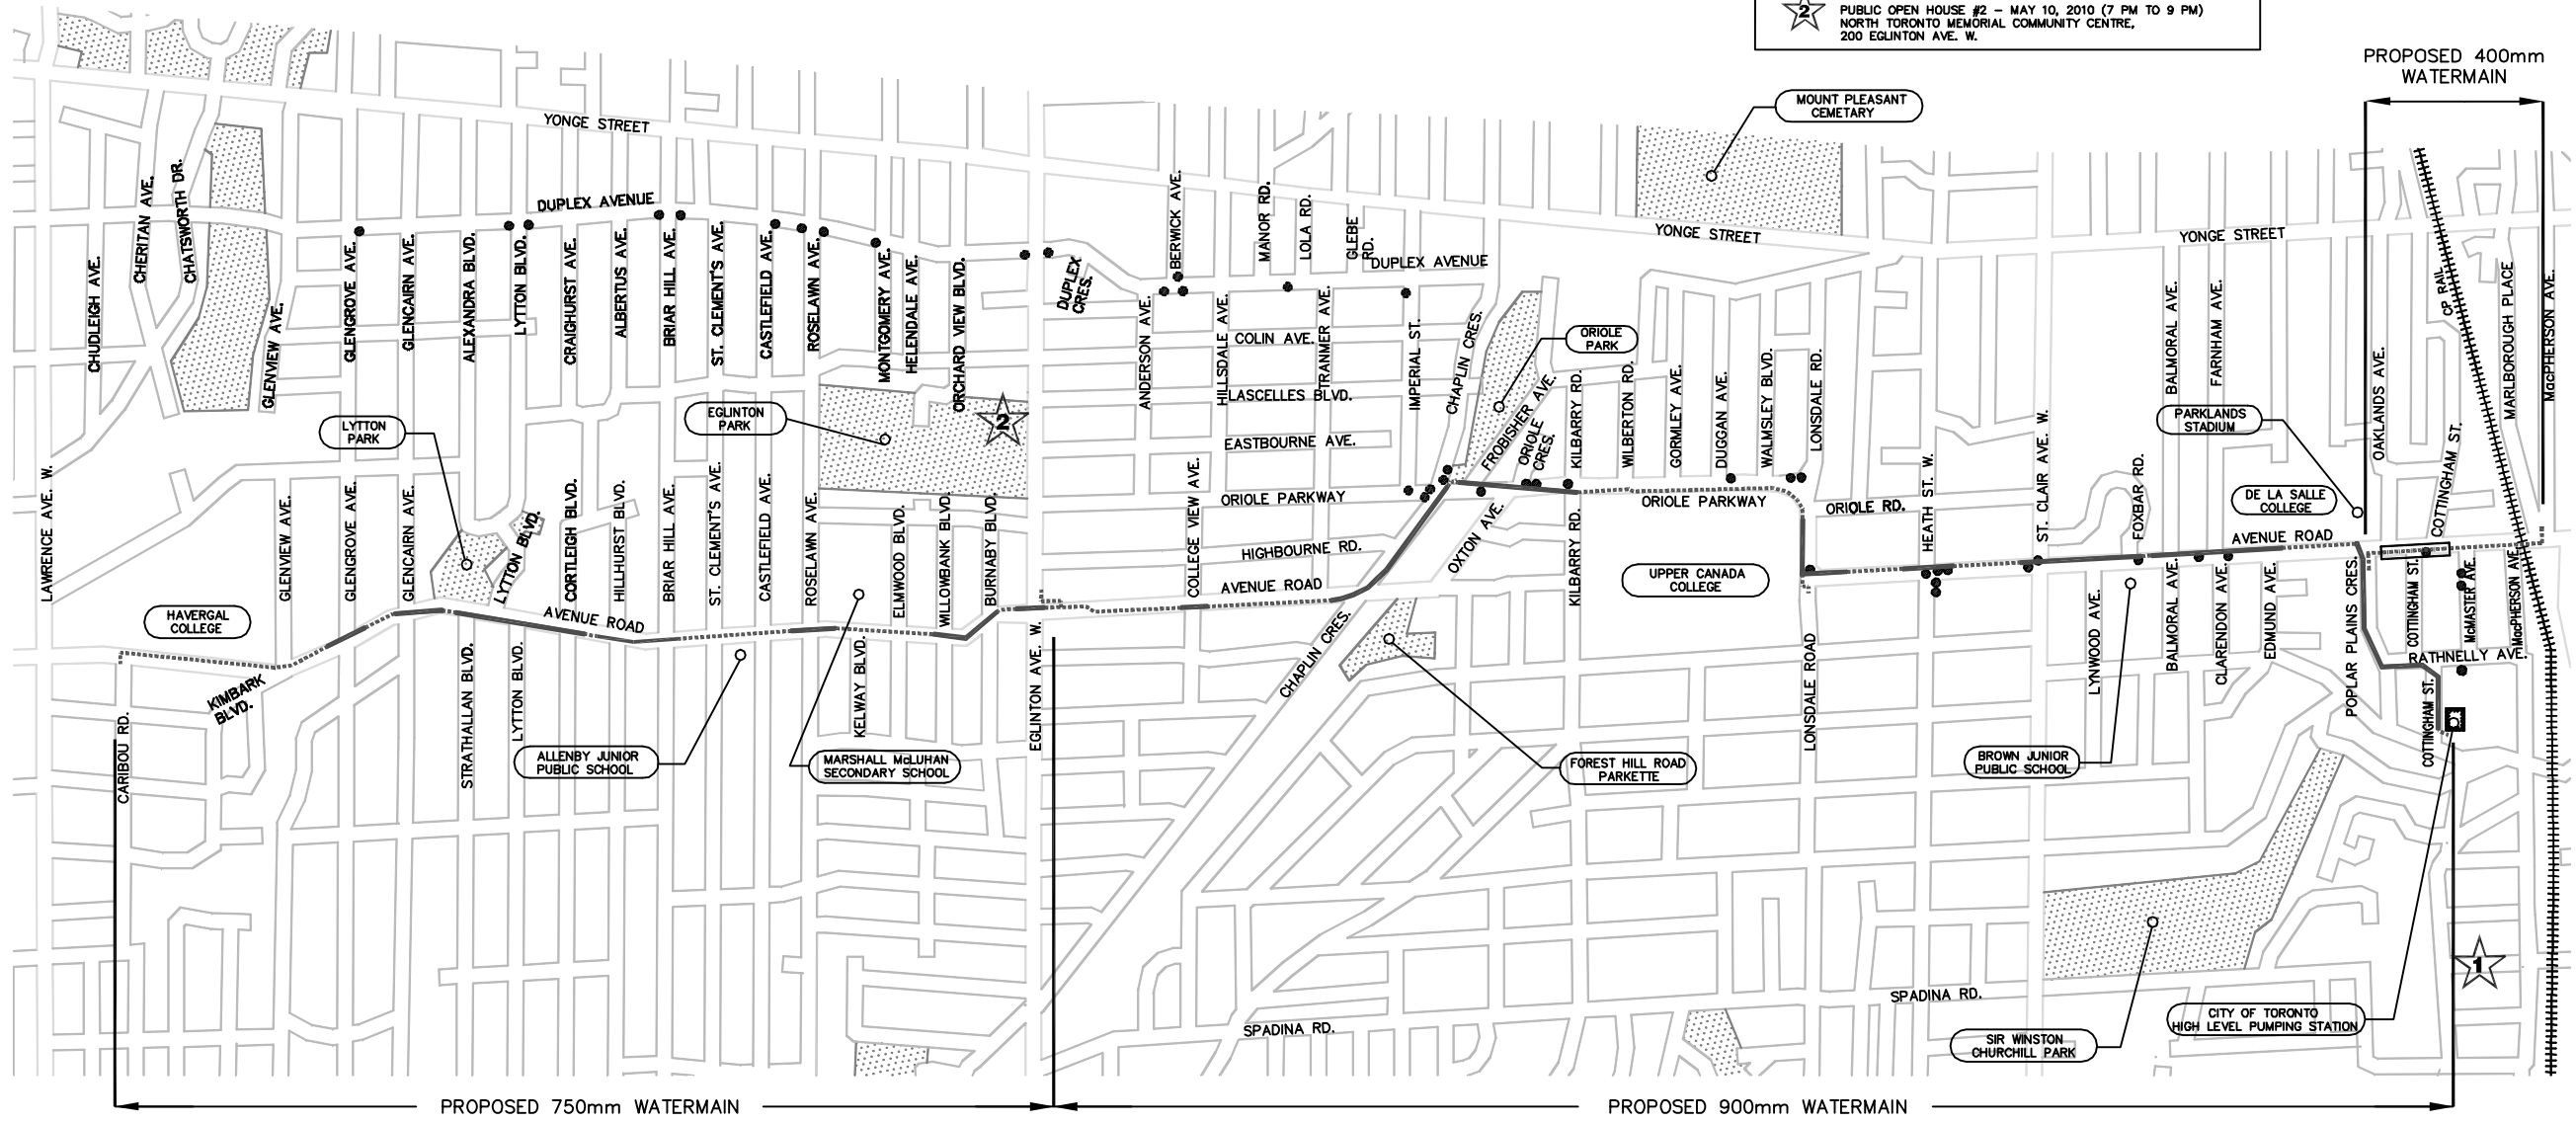 2
PUBLIC OPEN HOUSE #2 – MAY 10, 2010 (7 PM TO 9 PM)
NORTH TORONTO MEMORIAL COMMUNITY CENTRE,
200 EGLINTON AVE. W.
PROPOSED 400mm
WATERMAIN
MOUNT PLEASANT
CEMETARY
YONGE STREET
YONGE STREET
YONGE STREET
DUPLEX AVENUE
DUPLEX AVENUE
DUPLEX
CRES.
CHUDLEIGH AVE.
CHERITAN AVE.
CHATSWORTH DR.
GLENVIEW AVE.
GLENGROVE AVE.
GLENCAIRN AVE.
ALEXANDRA BLVD.
LYTTON BLVD.
CRAIGHURST AVE.
ALBERTUS AVE.
BRIAR HILL AVE.
ST. CLEMENT'S AVE.
CASTLEFIELD AVE.
ROSELAWN AVE.
MONTGOMERY AVE.
HELENDALE AVE.
ORCHARD VIEW BLVD.
BERWICK AVE.
ANDERSON AVE.
HILLSDALE AVE.
MANOR RD.
LOLA RD.
GLEBE
RD.
TRANMER AVE.
IMPERIAL ST.
COLIN AVE.
LASCELLES BLVD.
EASTBOURNE AVE.
ORIOLE PARKWAY
HIGHBOURNE RD.
AVENUE ROAD
CHAPLIN CRES.
ORIOLE
PARK
FROBISHER AVE.
ORIOLE
CRES.
KILBARRY RD.
WILBERTON RD.
GORMLEY AVE.
DUGGAN AVE.
WALMSLEY BLVD.
LONSDALE RD.
ORIOLE PARKWAY
ORIOLE RD.
OXTON AVE.
KILBARRY RD.
HEATH ST. W.
ST. CLAIR AVE. W.
FOXBAR RD.
BALMORAL AVE.
FARNHAM AVE.
PARKLANDS
STADIUM
DE LA SALLE
COLLEGE
OAKLANDS AVE.
COTTINGHAM ST.
CP RAIL
MARLBOROUGH PLACE
MacPHERSON AVE.
AVENUE ROAD
LYTTON
PARK
EGLINTON
PARK
2
LAWRENCE AVE. W.
HAVERGAL
COLLEGE
GLENVIEW AVE.
GLENGROVE AVE.
GLENCAIRN AVE.
LYTTON BLVD.
CORTLEIGH BLVD.
HILLHURST BLVD.
BRIAR HILL AVE.
ST. CLEMENT'S AVE.
CASTLEFIELD AVE.
ROSELAWN AVE.
ELMWOOD BLVD.
WILLOWBANK BLVD.
BURNABY BLVD.
COLLEGE VIEW AVE.
AVENUE ROAD
UPPER CANADA
COLLEGE
KIMBARK
BLVD.
CARIBOU RD.
STRATHALLAN BLVD.
LYTTON BLVD.
KELWAY BLVD.
EGLINTON AVE. W.
CHAPLIN CRES.
LONSDALE ROAD
LYNWOOD AVE.
BALMORAL AVE.
CLARENDON AVE.
EDMUND AVE.
POPLAR PLAINS CRES.
COTTINGHAM ST.
McMASTER AVE.
MacPHERSON AVE.
RATHNELLY AVE.
COTTINGHAM ST.
ALLENBY JUNIOR
PUBLIC SCHOOL
MARSHALL McLUHAN
SECONDARY SCHOOL
FOREST HILL ROAD
PARKETTE
BROWN JUNIOR
PUBLIC SCHOOL
1
SPADINA RD.
SPADINA RD.
SIR WINSTON
CHURCHILL PARK
CITY OF TORONTO
HIGH LEVEL PUMPING STATION
PROPOSED 750mm WATERMAIN
PROPOSED 900mm WATERMAIN